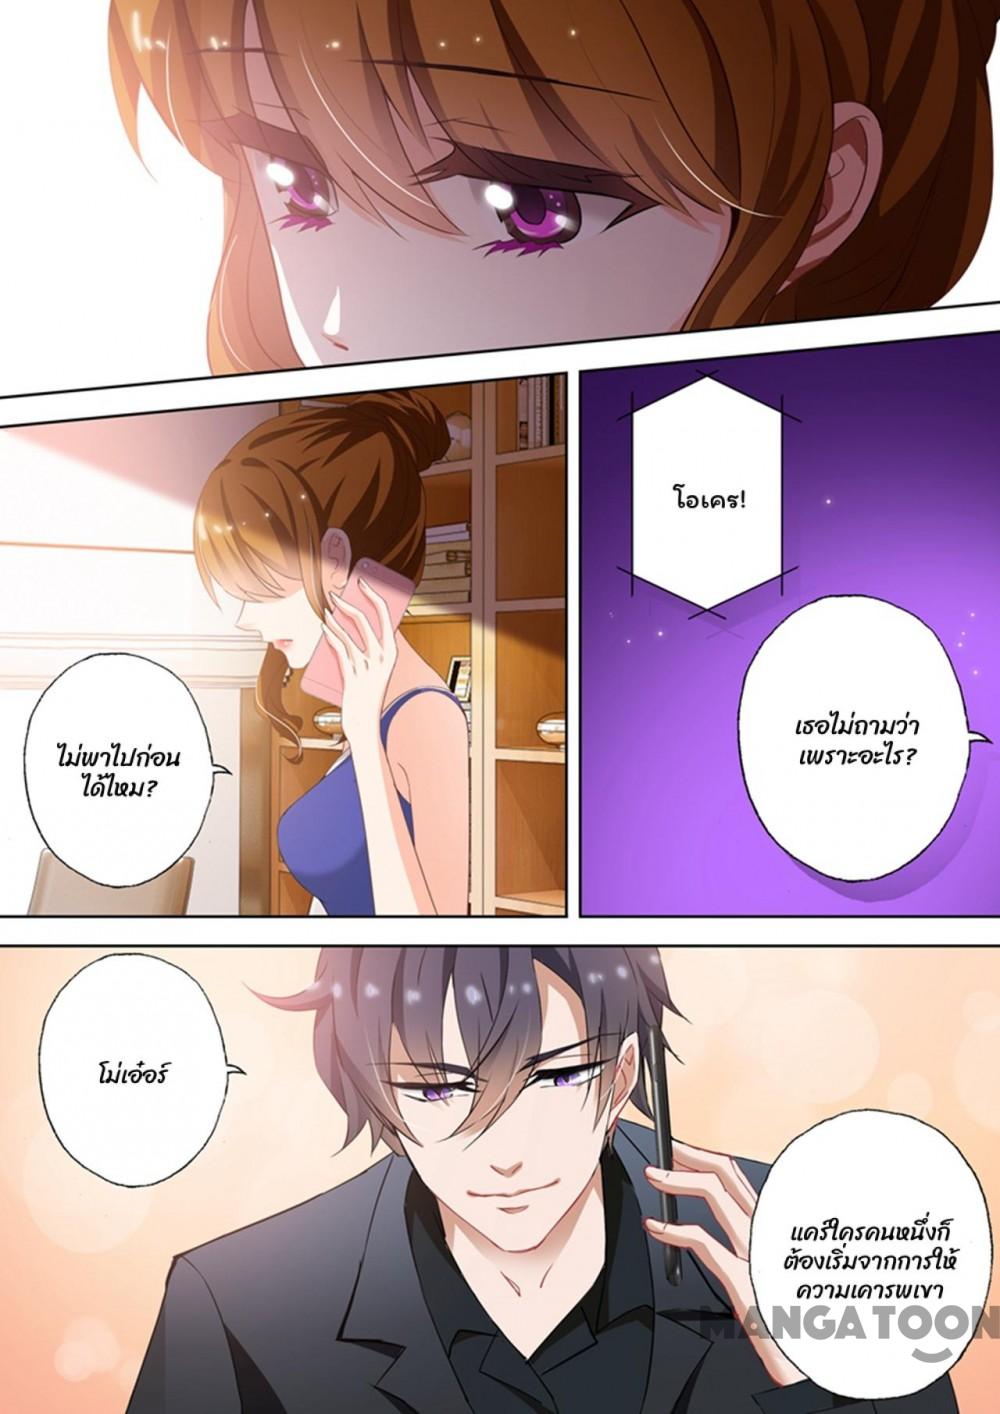 โอเคร!
เธอไม่ถามว่า
เพราะอะไร?
ไม่พาไปก่อน
ได้ไหม?
โม่เอ๋อร์
แคร์ใครคนหนึ่งก็
ต้องเริ่มจากการให้
ความเคารพเขา
MANGATOON